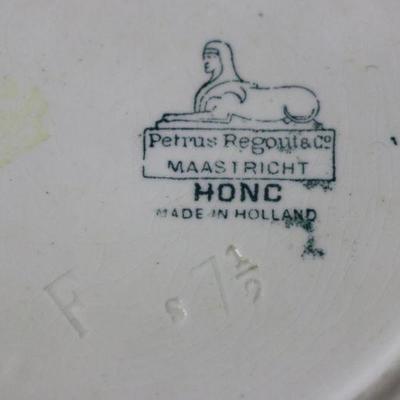 Petrus Regout & Co
MAASTRICHT
HONC
MADE IN HOLLAND
F s 7 1/2